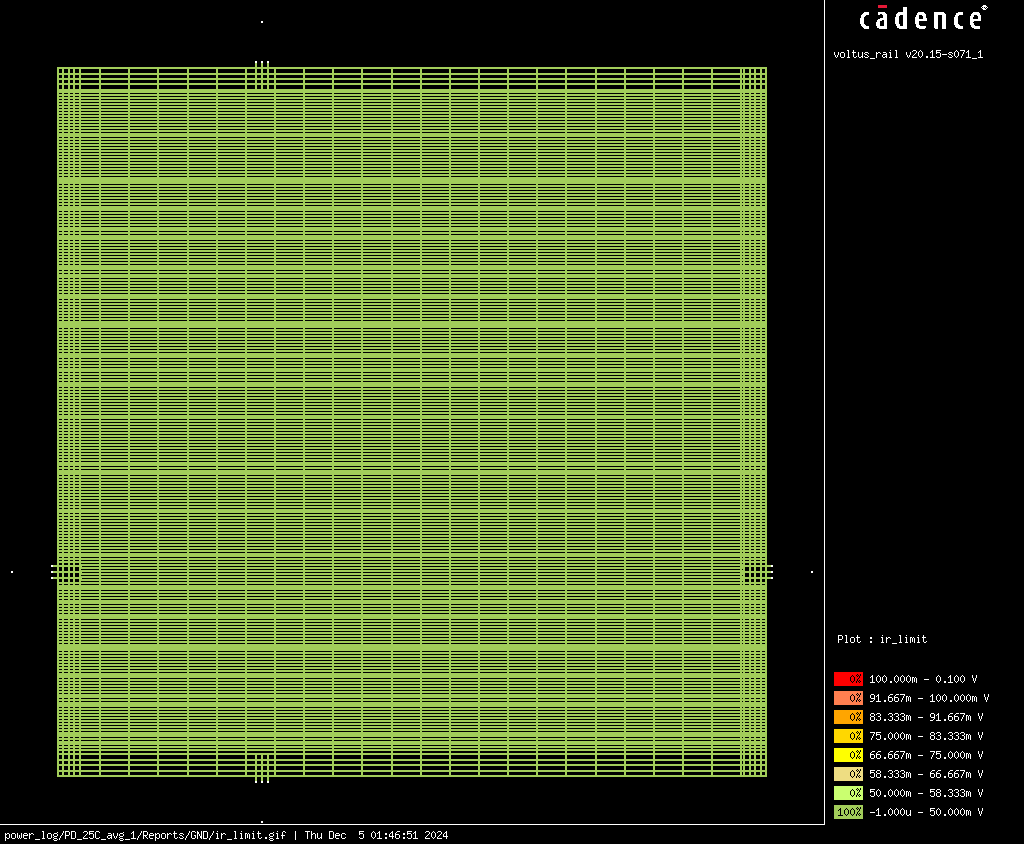 cādence®
voltus_rail v20.15-s071_1
Plot : ir_limit
0% 100.000m - 0.100 V
0% 91.667m - 100.000m V
0% 83.333m - 91.667m V
0% 75.000m - 83.333m V
0% 66.667m - 75.000m V
0% 58.333m - 66.667m V
0% 50.000m - 58.333m V
100% -1.000u - 50.000m V
power_log/PD_25C_avg_1/Reports/GND/ir_limit.gif | Thu Dec  5 01:46:51 2024